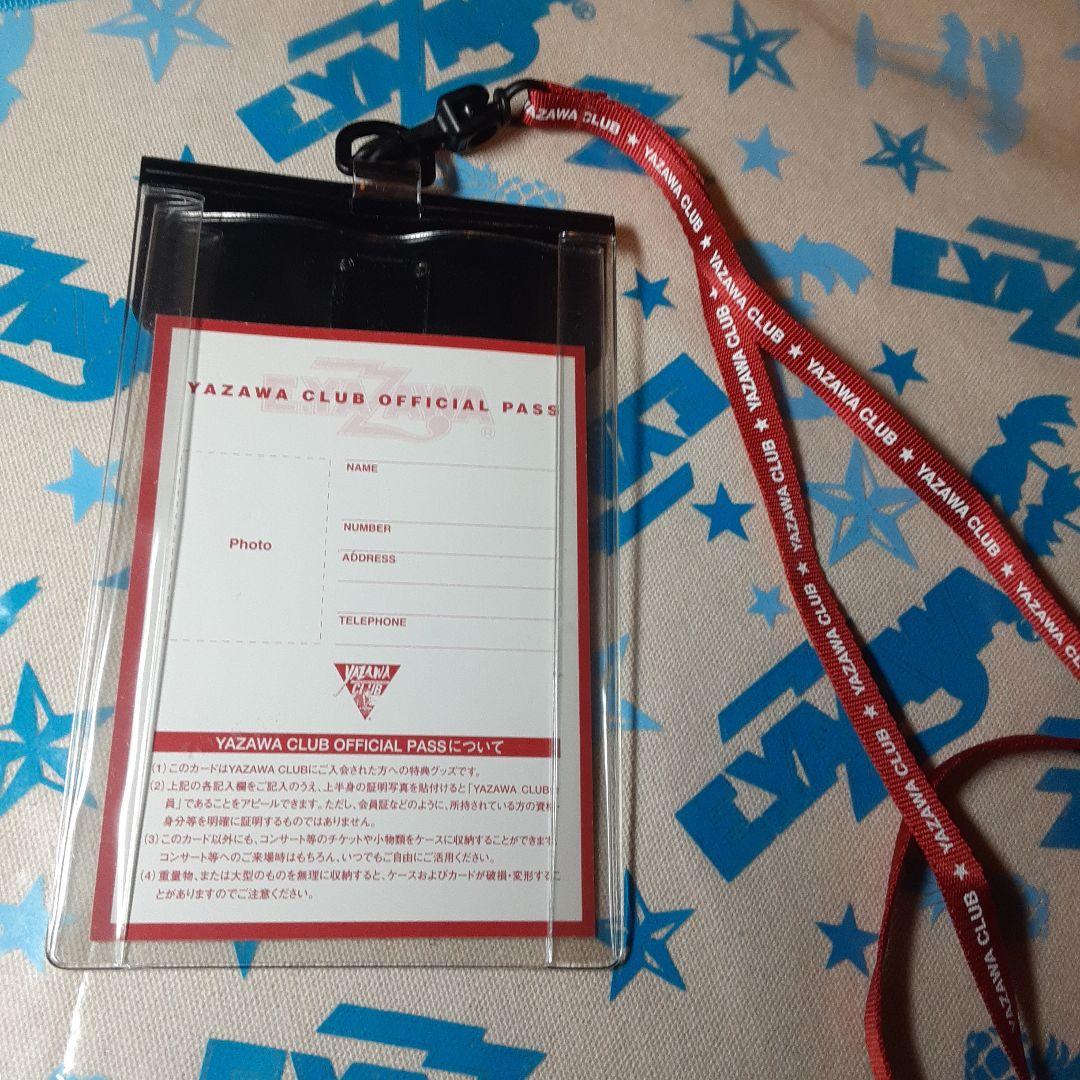 E.YAZAWA
YAZAWA CLUB ★ YAZAWA CLUB ★ YAZAWA CLUB ★ YAZAWA CLUB ★ YAZAWA CLUB ★ YAZAWA CLUB
★ YAZAWA CLUB ★ YAZAWA CLUB ★ YAZAWA CLUB ★ YAZAWA CLUB ★ YAZAWA CLUB
E.YAZAWA®
YAZAWA CLUB OFFICIAL PASS
Photo
NAME
NUMBER
ADDRESS
TELEPHONE
YAZAWA
CLUB
YAZAWA CLUB OFFICIAL PASSについて
(1)このカードはYAZAWA CLUBにご入会された方への特典グッズです。
(2)上記の各記入欄をご記入のうえ、上半身の証明写真を貼付けると「YAZAWA CLUB
員」であることをアピールできます。ただし、会員証などのように、所持されている方の資格
身分等を明確に証明するものではありません。
(3)このカード以外にも、コンサート等のチケットや小物類をケースに収納することができます
コンサート等へのご来場時はもちろん、いつでもご自由にご活用ください。
(4)重量物、または大型のものを無理に収納すると、ケースおよびカードが破損・変形するこ
とがありますのでご注意ください。